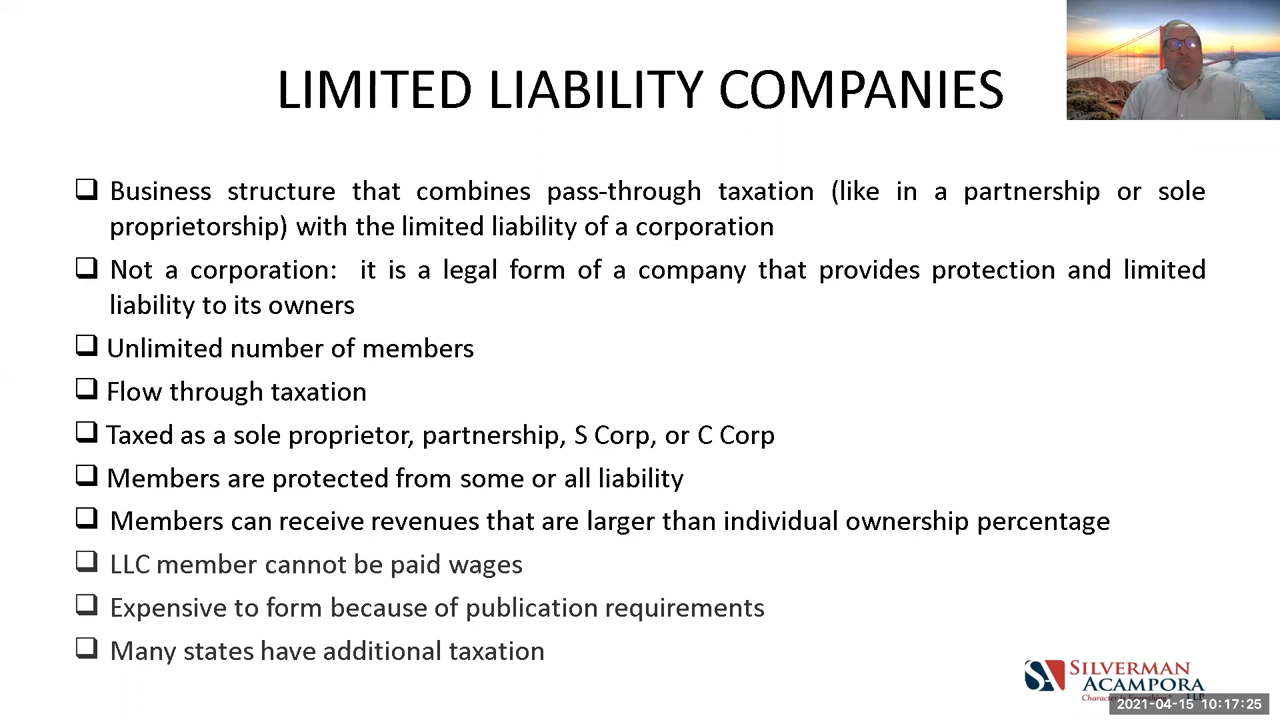 LIMITED LIABILITY COMPANIES
Business structure that combines pass-through taxation (like in a partnership or sole
proprietorship) with the limited liability of a corporation
Not a corporation: it is a legal form of a company that provides protection and limited
liability to its owners
Unlimited number of members
Flow through taxation
Taxed as a sole proprietor, partnership, S Corp, or C Corp
Members are protected from some or all liability
Members can receive revenues that are larger than individual ownership percentage
LLC member cannot be paid wages
Expensive to form because of publication requirements
Many states have additional taxation
SA
SILVERMAN
ACAMPORA
LLP
2021-04-15 10:17:25